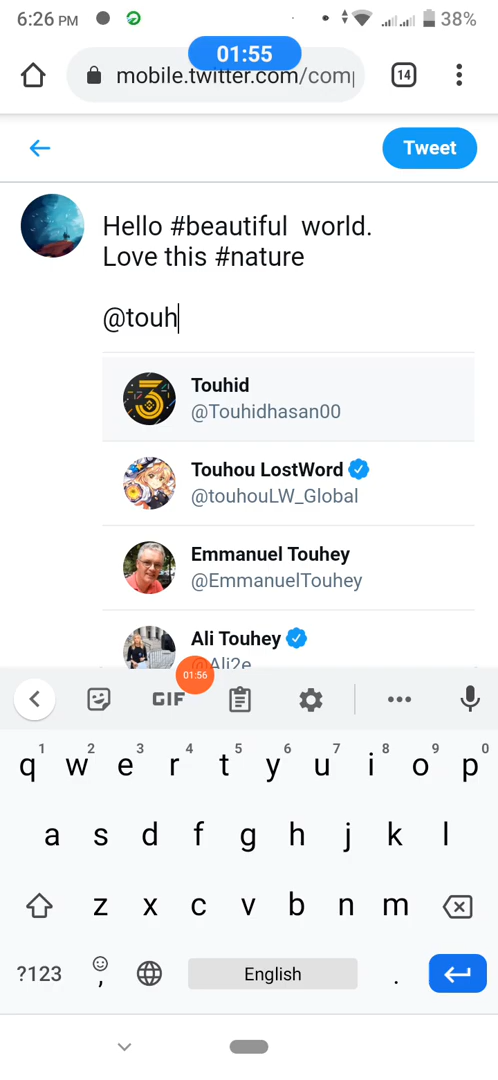 6:26 PM
38%
01:55
mobile.twitter.com/comp
14
Tweet
Hello #beautiful  world.
Love this #nature
@touh
Touhid
@Touhidhasan00
Touhou LostWord
@touhouLW_Global
Emmanuel Touhey
@EmmanuelTouhey
Ali Touhey
@Ali2e
01:56
GIF
1 2 3 4 5 6 7 8 9 0
q w e r t y u i o p
a s d f g h j k l
z x c v b n m
?123 , English .